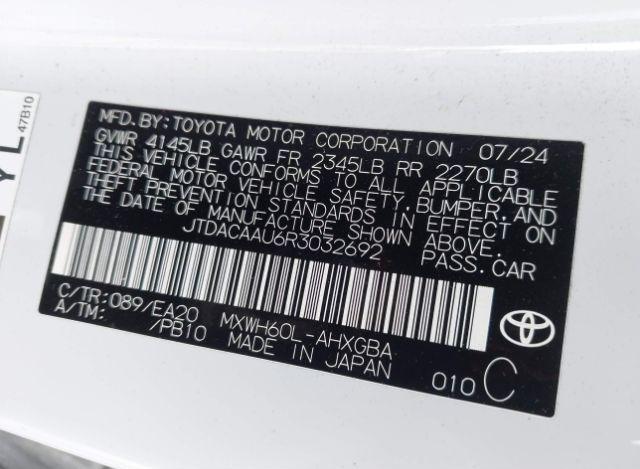 YL
47B10
MFD.BY:TOYOTA MOTOR CORPORATION 07/24
GVWR 4145LB GAWR FR 2345LB RR 2270LB
THIS VEHICLE CONFORMS TO ALL APPLICABLE
FEDERAL MOTOR VEHICLE SAFETY,BUMPER,AND
THEFT PREVENTION STANDARDS IN EFFECT ON
THE DATE OF MANUFACTURE SHOWN ABOVE.
JTDACAAU6R3032692 PASS.CAR
C/TR:089/EA20 MXWH60L-AHXGBA
A/TM: /PB10 MADE IN JAPAN
010 C